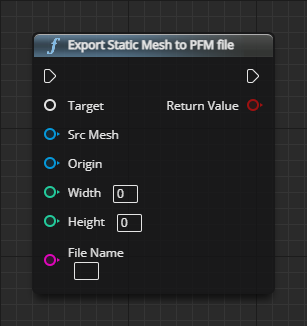 f Export Static Mesh to PFM file
Target Return Value
Src Mesh
Origin
Width 0
Height 0
File Name